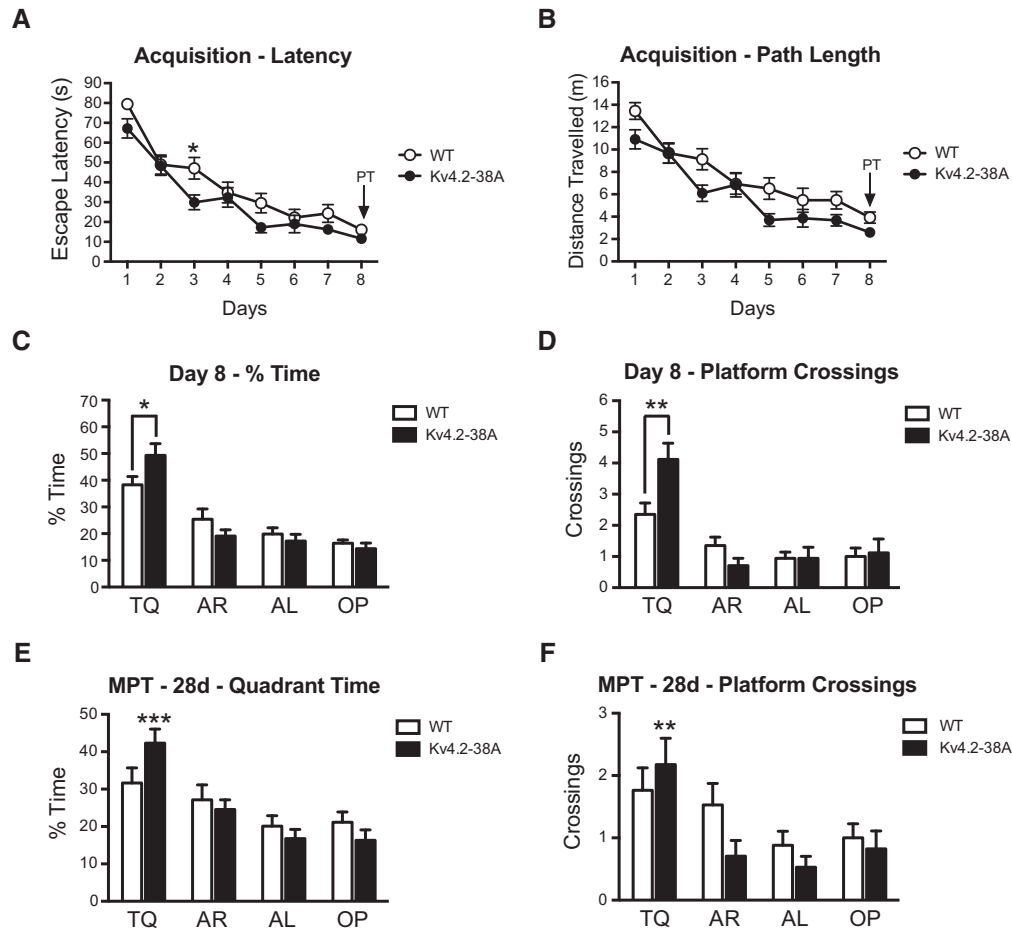 A
Acquisition - Latency
Escape Latency (s)
90
80
70
60
50
40
30
20
10
0
*
PT
WT
Kv4.2-38A
1 2 3 4 5 6 7 8
Days
B
Acquisition - Path Length
Distance Travelled (m)
16
14
12
10
8
6
4
2
0
PT
WT
Kv4.2-38A
1 2 3 4 5 6 7 8
Days
C
Day 8 - % Time
% Time
70
60
50
40
30
20
10
0
*
WT
Kv4.2-38A
TQ AR AL OP
D
Day 8 - Platform Crossings
Crossings
6
5
4
3
2
1
0
**
WT
Kv4.2-38A
TQ AR AL OP
E
MPT - 28d - Quadrant Time
% Time
50
40
30
20
10
0
***
WT
Kv4.2-38A
TQ AR AL OP
F
MPT - 28d - Platform Crossings
Crossings
3
2
1
0
**
WT
Kv4.2-38A
TQ AR AL OP